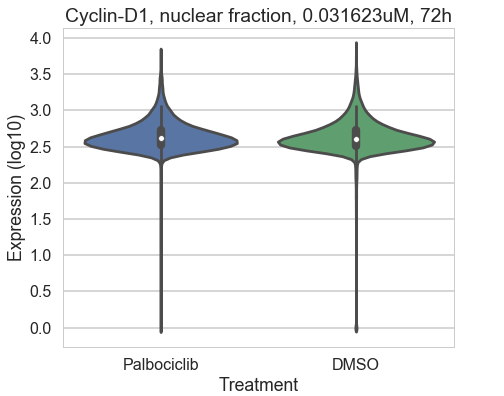 Cyclin-D1, nuclear fraction, 0.031623uM, 72h
Expression (log10)
4.0
3.5
3.0
2.5
2.0
1.5
1.0
0.5
0.0
Palbociclib DMSO
Treatment